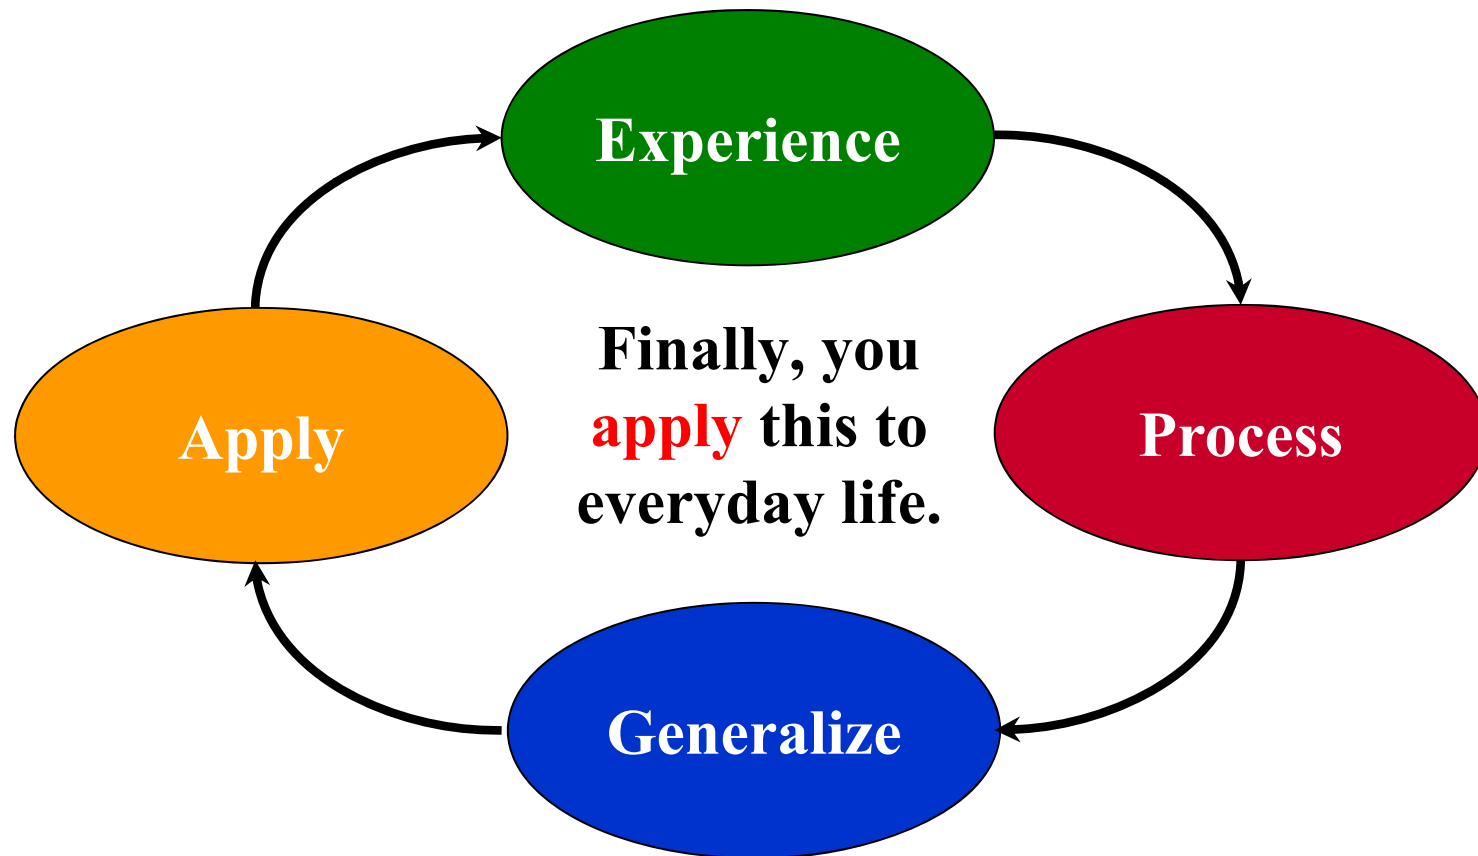 Experience
Finally, you
apply this to
everyday life.
Apply
Process
Generalize